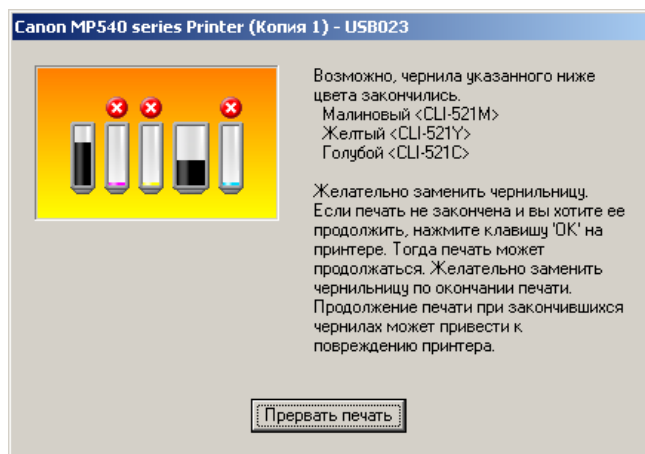 Canon MP540 series Printer (Копия 1) - USB023
Возможно, чернила указанного ниже
цвета закончились.
Малиновый <CLI-521M>
Желтый <CLI-521Y>
Голубой <CLI-521C>
Желательно заменить чернильницу.
Если печать не закончена и вы хотите ее
продолжить, нажмите клавишу 'OK' на
принтере. Тогда печать может
продолжаться. Желательно заменить
чернильницу по окончании печати.
Продолжение печати при закончившихся
чернилах может привести к
повреждению принтера.
Прервать печать